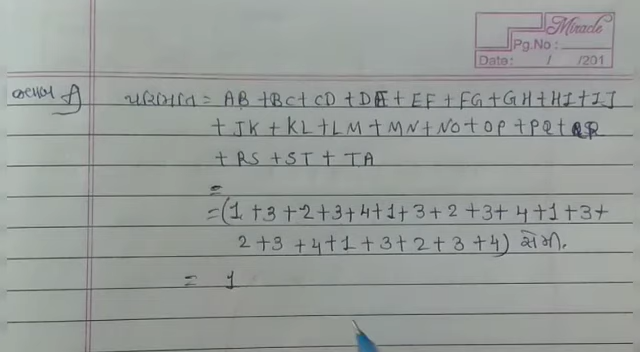 Miracle
Pg.No:
Date: / /201
જવાબ A પરિમિતિ = AB + BC + CD + DE + EF + FG + GH + HI + IJ
+ JK + KL + LM + MN + NO + OP + PQ + QR
+ RS + ST + TA
=
= (1 + 3 + 2 + 3 + 4 + 1 + 3 + 2 + 3 + 4 + 1 + 3 +
2 + 3 + 4 + 1 + 3 + 2 + 3 + 4) સેમી.
= 1